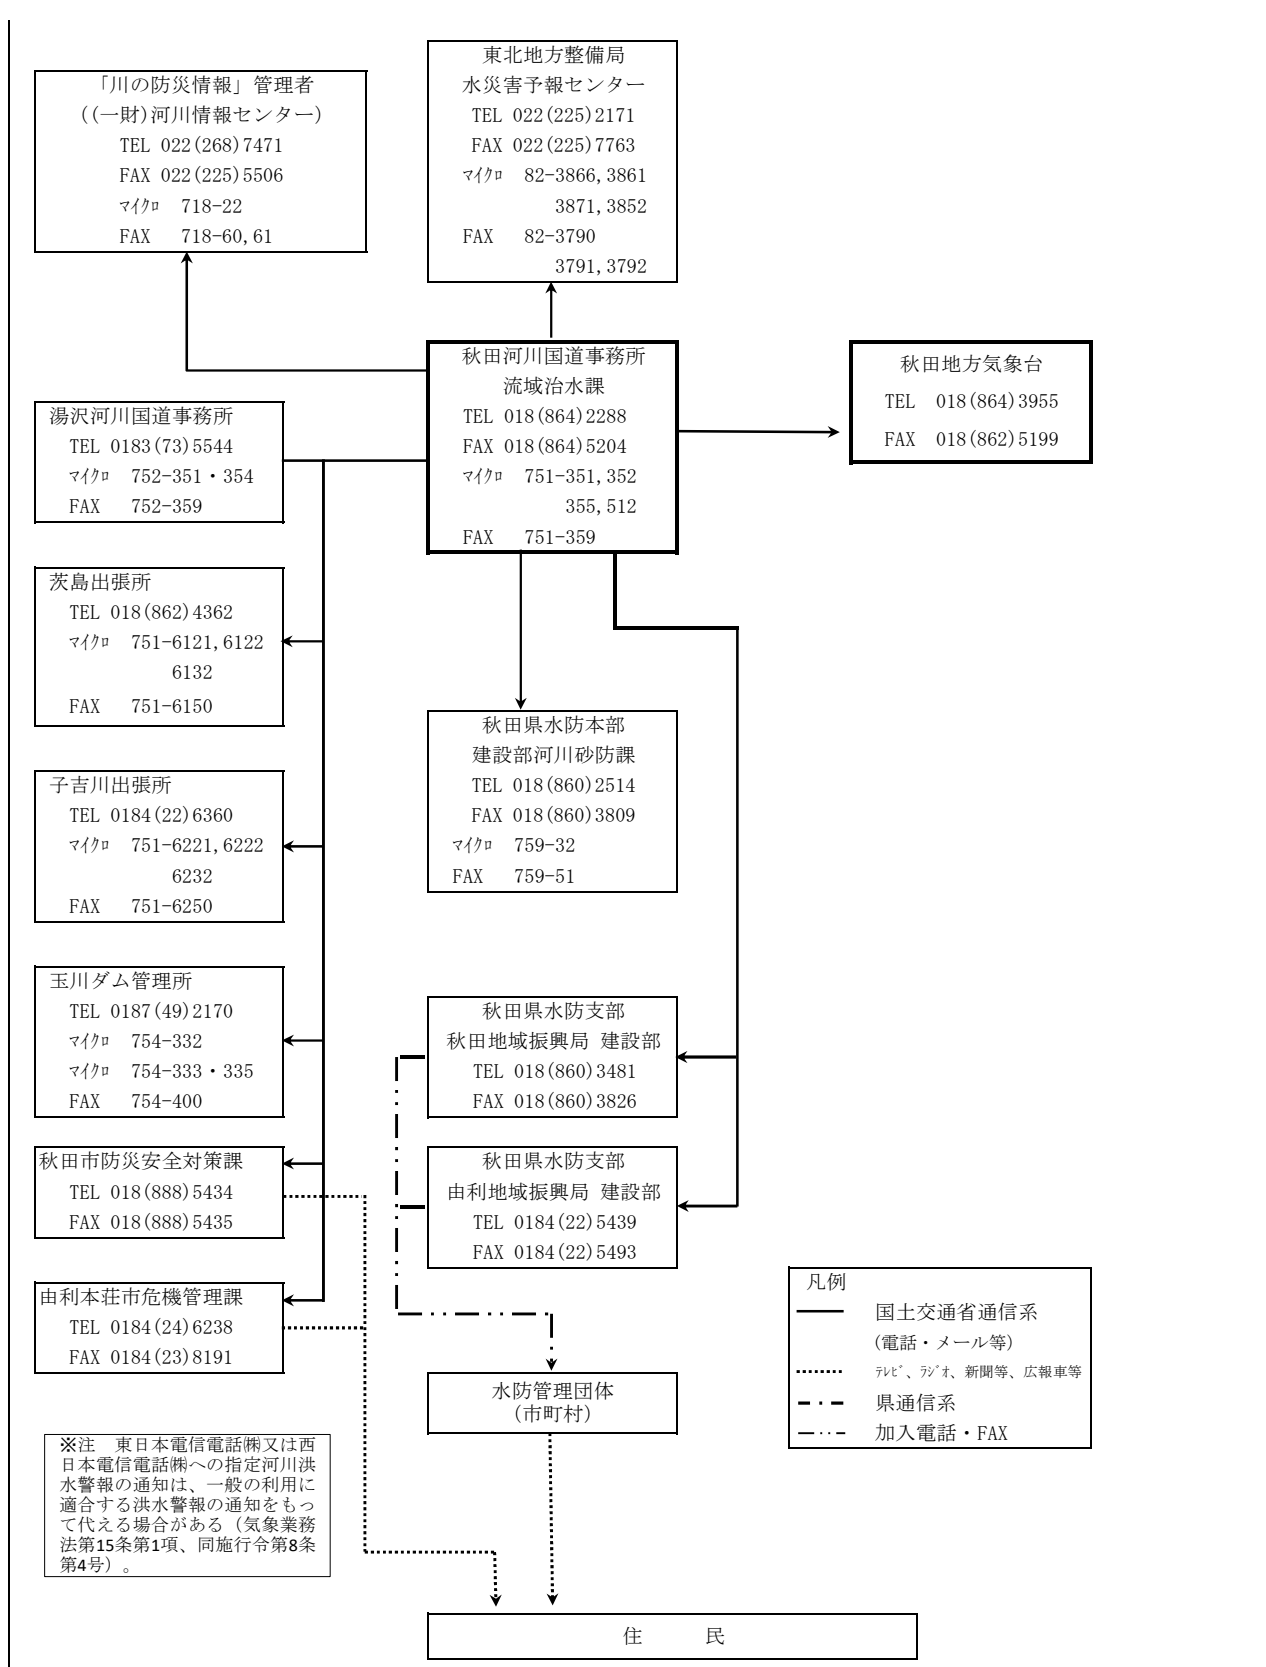 「川の防災情報」管理者
((一財)河川情報センター)
TEL 022(268)7471
FAX 022(225)5506
ﾏｲｸﾛ 718-22
FAX 718-60,61
東北地方整備局
水災害予報センター
TEL 022(225)2171
FAX 022(225)7763
ﾏｲｸﾛ 82-3866,3861
3871,3852
FAX 82-3790
3791,3792
秋田河川国道事務所
流域治水課
TEL 018(864)2288
FAX 018(864)5204
ﾏｲｸﾛ 751-351,352
355,512
FAX 751-359
秋田地方気象台
TEL 018(864)3955
FAX 018(862)5199
湯沢河川国道事務所
TEL 0183(73)5544
ﾏｲｸﾛ 752-351・354
FAX 752-359
茨島出張所
TEL 018(862)4362
ﾏｲｸﾛ 751-6121,6122
6132
FAX 751-6150
子吉川出張所
TEL 0184(22)6360
ﾏｲｸﾛ 751-6221,6222
6232
FAX 751-6250
玉川ダム管理所
TEL 0187(49)2170
ﾏｲｸﾛ 754-332
ﾏｲｸﾛ 754-333・335
FAX 754-400
秋田市防災安全対策課
TEL 018(888)5434
FAX 018(888)5435
由利本荘市危機管理課
TEL 0184(24)6238
FAX 0184(23)8191
秋田県水防本部
建設部河川砂防課
TEL 018(860)2514
FAX 018(860)3809
ﾏｲｸﾛ 759-32
FAX 759-51
秋田県水防支部
秋田地域振興局 建設部
TEL 018(860)3481
FAX 018(860)3826
秋田県水防支部
由利地域振興局 建設部
TEL 0184(22)5439
FAX 0184(22)5493
水防管理団体
(市町村)
凡例
国土交通省通信系
(電話・メール等)
ﾃﾚﾋﾞ、ﾗｼﾞｵ、新聞等、広報車等
県通信系
加入電話・FAX
※注 東日本電信電話㈱又は西
日本電信電話㈱への指定河川洪
水警報の通知は、一般の利用に
適合する洪水警報の通知をもっ
て代える場合がある（気象業務
法第15条第1項、同施行令第8条
第4号）。
住 民